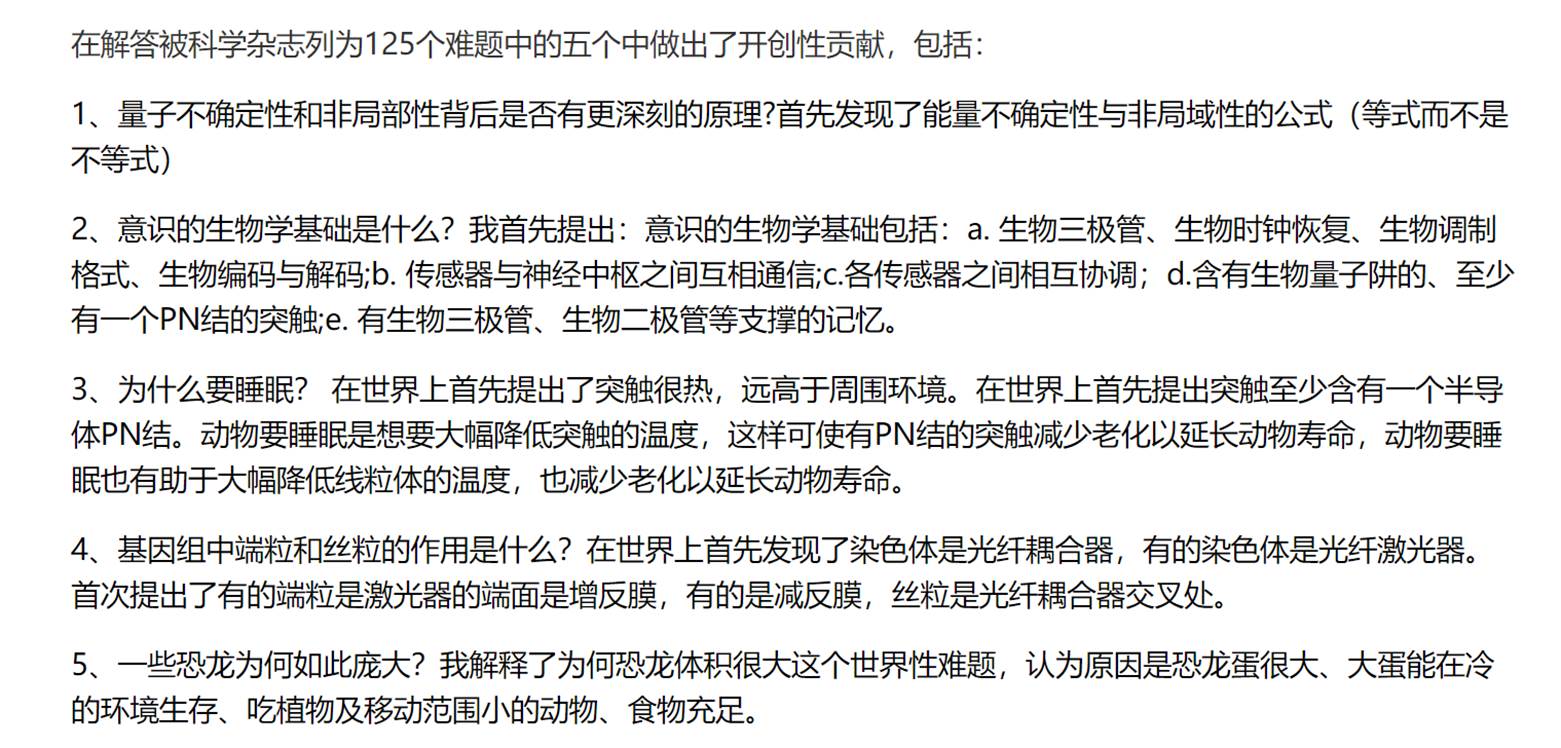 在解答被科学杂志列为125个难题中的五个中做出了开创性贡献，包括：
1、量子不确定性和非局部性背后是否有更深刻的原理?首先发现了能量不确定性与非局域性的公式（等式而不是
不等式）
2、意识的生物学基础是什么？我首先提出：意识的生物学基础包括：a. 生物三极管、生物时钟恢复、生物调制
格式、生物编码与解码;b. 传感器与神经中枢之间互相通信;c.各传感器之间相互协调；d.含有生物量子阱的、至少
有一个PN结的突触;e. 有生物三极管、生物二极管等支撑的记忆。
3、为什么要睡眠？ 在世界上首先提出了突触很热，远高于周围环境。在世界上首先提出突触至少含有一个半导
体PN结。动物要睡眠是想要大幅降低突触的温度，这样可使有PN结的突触减少老化以延长动物寿命，动物要睡
眠也有助于大幅降低线粒体的温度，也减少老化以延长动物寿命。
4、基因组中端粒和丝粒的作用是什么？在世界上首先发现了染色体是光纤耦合器，有的染色体是光纤激光器。
首次提出了有的端粒是激光器的端面是增反膜，有的是减反膜，丝粒是光纤耦合器交叉处。
5、一些恐龙为何如此庞大？我解释了为何恐龙体积很大这个世界性难题，认为原因是恐龙蛋很大、大蛋能在冷
的环境生存、吃植物及移动范围小的动物、食物充足。